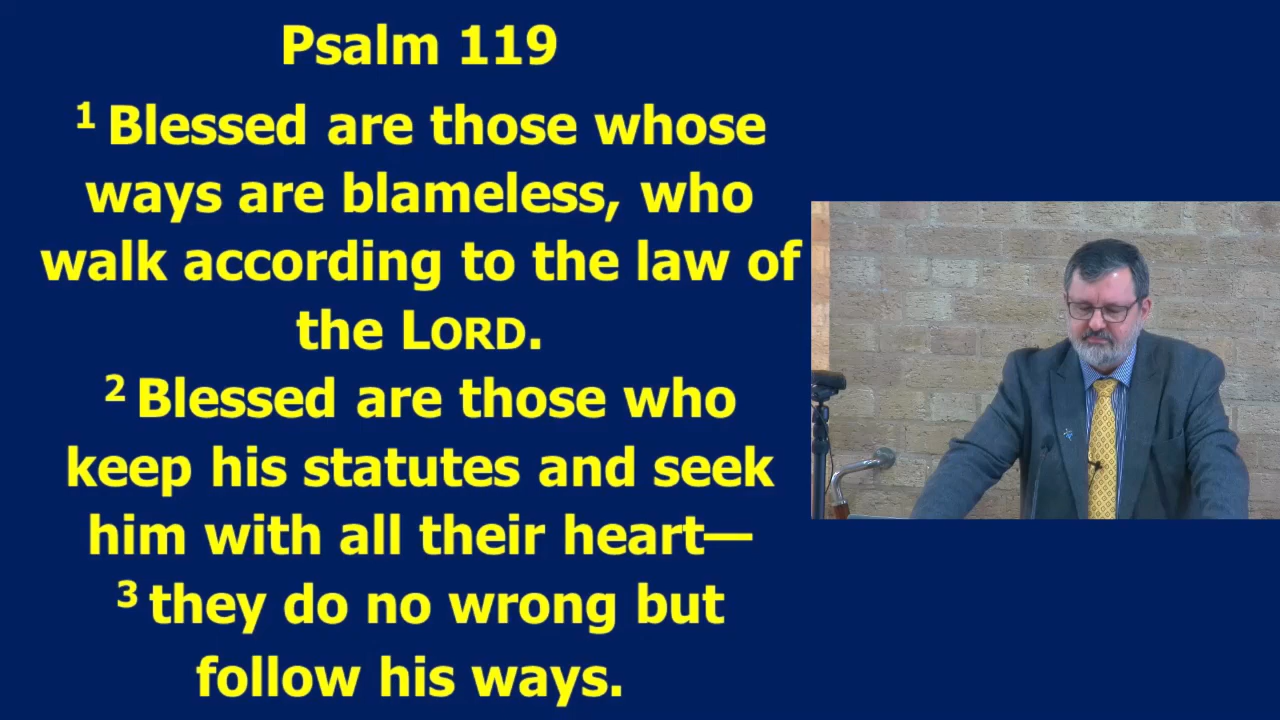 Psalm 119
1 Blessed are those whose
ways are blameless, who
walk according to the law of
the LORD.
2 Blessed are those who
keep his statutes and seek
him with all their heart—
3 they do no wrong but
follow his ways.